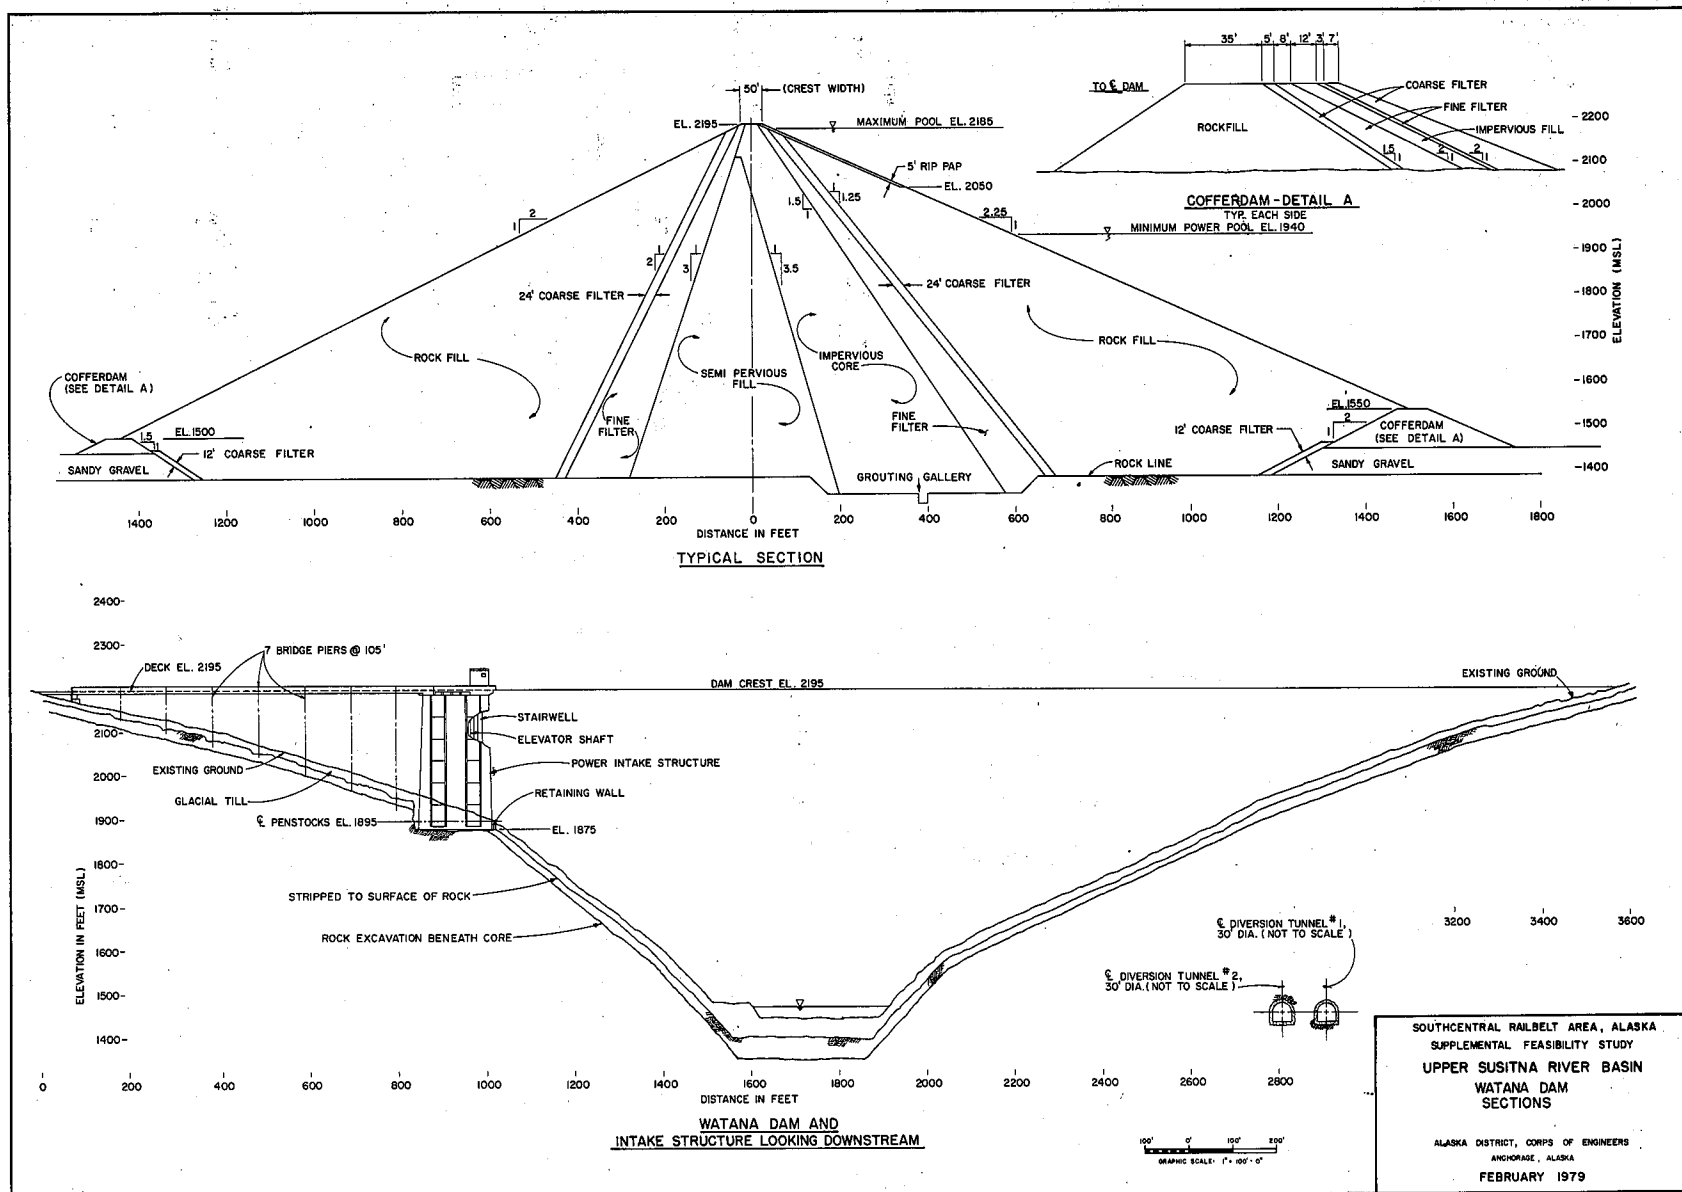 50' (CREST WIDTH)
EL. 2195
MAXIMUM POOL EL. 2185
5' RIP PAP
EL. 2050
2
1
1.5
1
1
1.25
2.25
1
MINIMUM POWER POOL EL. 1940
1
2
1
3
1
3.5
24' COARSE FILTER
24' COARSE FILTER
ROCK FILL
SEMI PERVIOUS
FILL
IMPERVIOUS
CORE
ROCK FILL
COFFERDAM
(SEE DETAIL A)
FINE
FILTER
FINE
FILTER
EL. 1500
1.5
1
12' COARSE FILTER
SANDY GRAVEL
EL. 1550
2
1
12' COARSE FILTER
COFFERDAM
(SEE DETAIL A)
SANDY GRAVEL
ROCK LINE
GROUTING GALLERY
1400 1200 1000 800 600 400 200 0 200 400 600 800 1000 1200 1400 1600 1800
DISTANCE IN FEET
TYPICAL SECTION
35' 5' 8' 12' 3' 7'
TO ℄ DAM
COARSE FILTER
FINE FILTER
IMPERVIOUS FILL
ROCKFILL
1.5
1
2
1
2
1
COFFERDAM-DETAIL A
TYP. EACH SIDE
-2200
-2100
-2000
-1900
-1800
-1700
-1600
-1500
-1400
ELEVATION (MSL)
2400-
2300-
2100-
2000-
1900-
1800-
1700-
1600-
1500-
1400-
ELEVATION IN FEET (MSL)
7 BRIDGE PIERS @ 105'
DECK EL. 2195
DAM CREST EL. 2195
EXISTING GROUND
STAIRWELL
ELEVATOR SHAFT
POWER INTAKE STRUCTURE
EXISTING GROUND
GLACIAL TILL
RETAINING WALL
℄ PENSTOCKS EL. 1895
EL. 1875
STRIPPED TO SURFACE OF ROCK
ROCK EXCAVATION BENEATH CORE
3200 3400 3600
℄ DIVERSION TUNNEL #1,
30' DIA. (NOT TO SCALE)
℄ DIVERSION TUNNEL #2,
30' DIA. (NOT TO SCALE)
0 200 400 600 800 1000 1200 1400 1600 1800 2000 2200 2400 2600 2800
DISTANCE IN FEET
WATANA DAM AND
INTAKE STRUCTURE LOOKING DOWNSTREAM
100' 0' 100' 200'
GRAPHIC SCALE: 1" = 100'-0"
SOUTHCENTRAL RAILBELT AREA, ALASKA
SUPPLEMENTAL FEASIBILITY STUDY
UPPER SUSITNA RIVER BASIN
WATANA DAM
SECTIONS
ALASKA DISTRICT, CORPS OF ENGINEERS
ANCHORAGE, ALASKA
FEBRUARY 1979